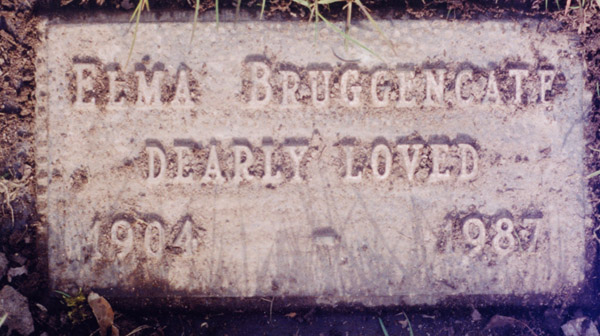 ELMA BRUGGENCATE
DEARLY LOVED
1904 - 1987